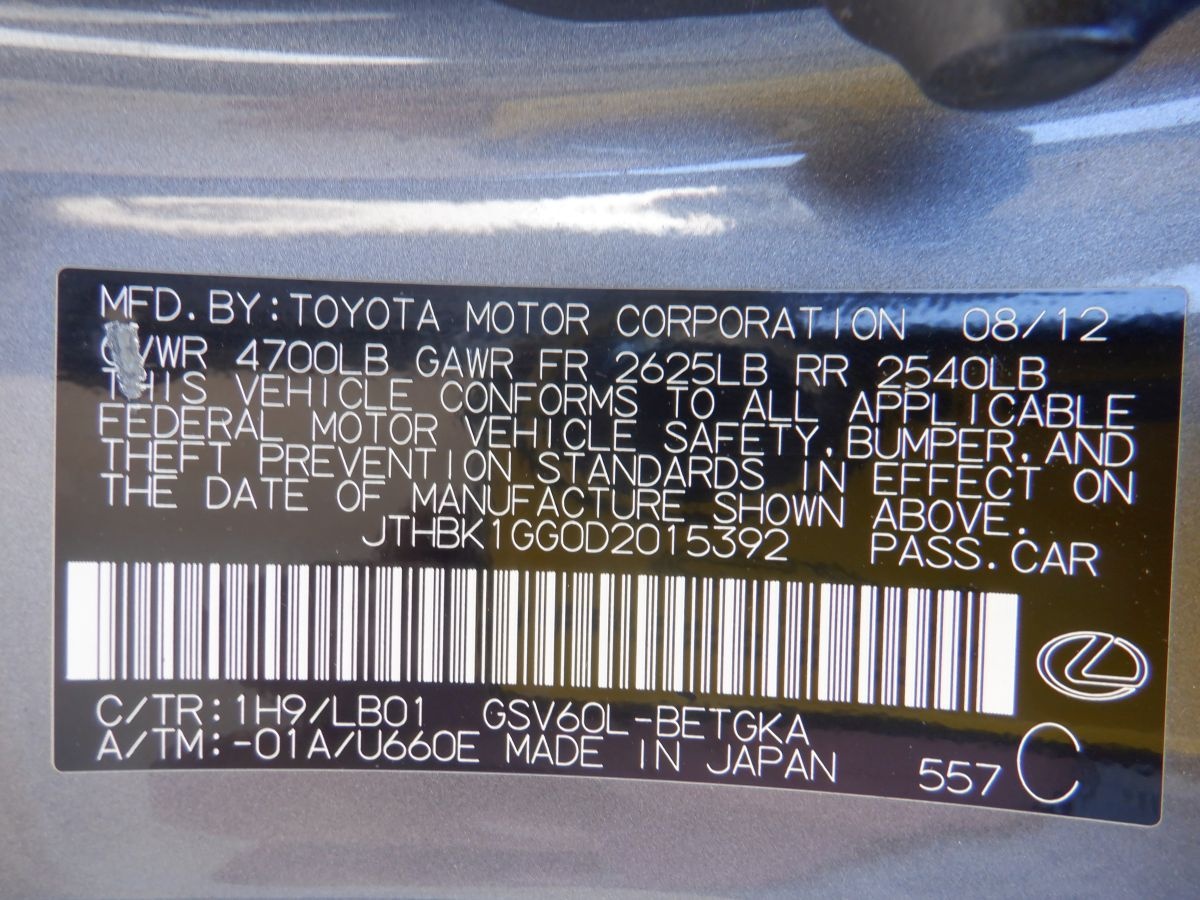 MFD. BY: TOYOTA MOTOR CORPORATION 08/12
GVWR 4700LB GAWR FR 2625LB RR 2540LB
THIS VEHICLE CONFORMS TO ALL APPLICABLE
FEDERAL MOTOR VEHICLE SAFETY, BUMPER, AND
THEFT PREVENTION STANDARDS IN EFFECT ON
THE DATE OF MANUFACTURE SHOWN ABOVE.
JTHBK1GG0D2015392 PASS. CAR
C/TR: 1H9/LB01 GSV60L-BETGKA
A/TM: -01A/U660E MADE IN JAPAN 557 C